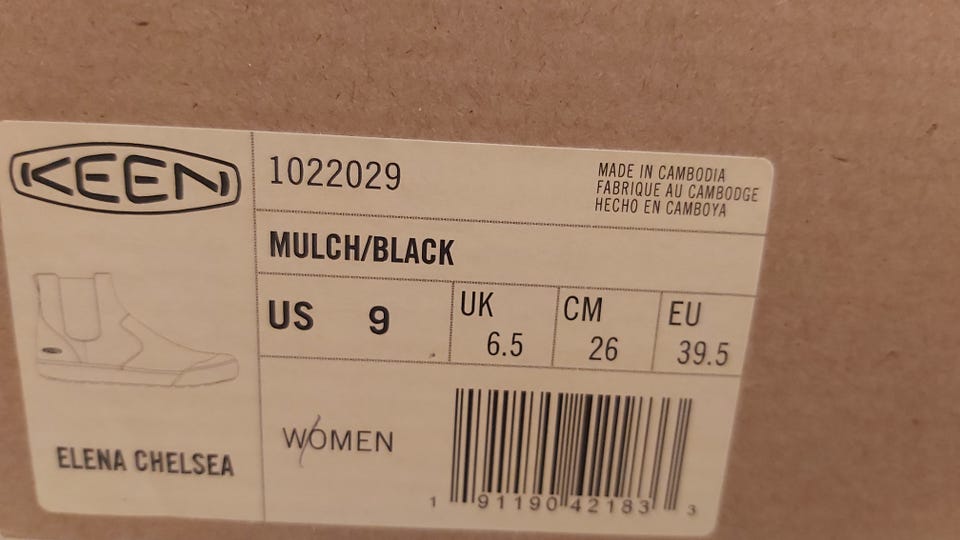 KEEN
1022029
MADE IN CAMBODIA
FABRIQUE AU CAMBODGE
HECHO EN CAMBOYA
MULCH/BLACK
US 9
UK 6.5
CM 26
EU 39.5
WOMEN
ELENA CHELSEA
1 91190 42183 3